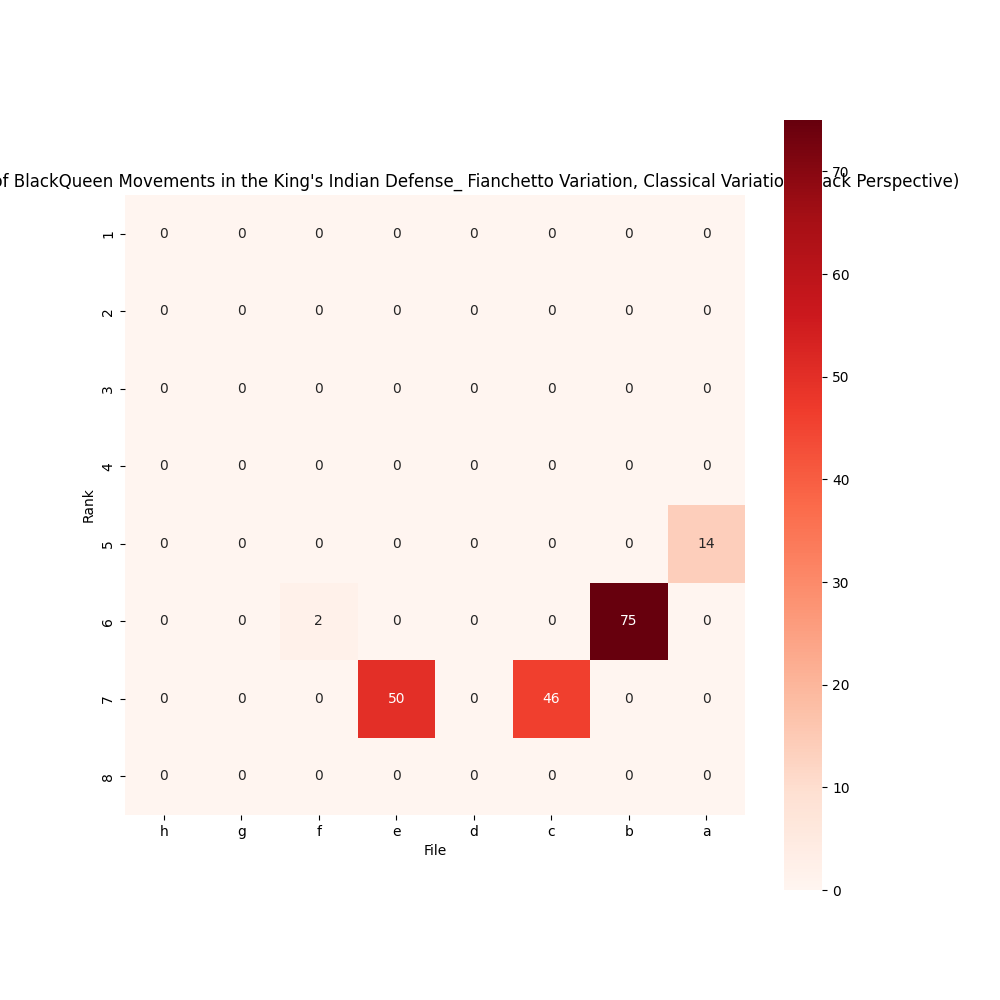 of BlackQueen Movements in the King's Indian Defense_ Fianchetto Variation, Classical Variatio ack Perspective)
70
1 0 0 0 0 0 0 0 0
60
2 0 0 0 0 0 0 0 0
3 0 0 0 0 0 0 0 0
50
4 0 0 0 0 0 0 0 0
40
Rank
5 0 0 0 0 0 0 0 14
30
6 0 0 2 0 0 0 75 0
20
7 0 0 0 50 0 46 0 0
8 0 0 0 0 0 0 0 0
10
h g f e d c b a
File
0